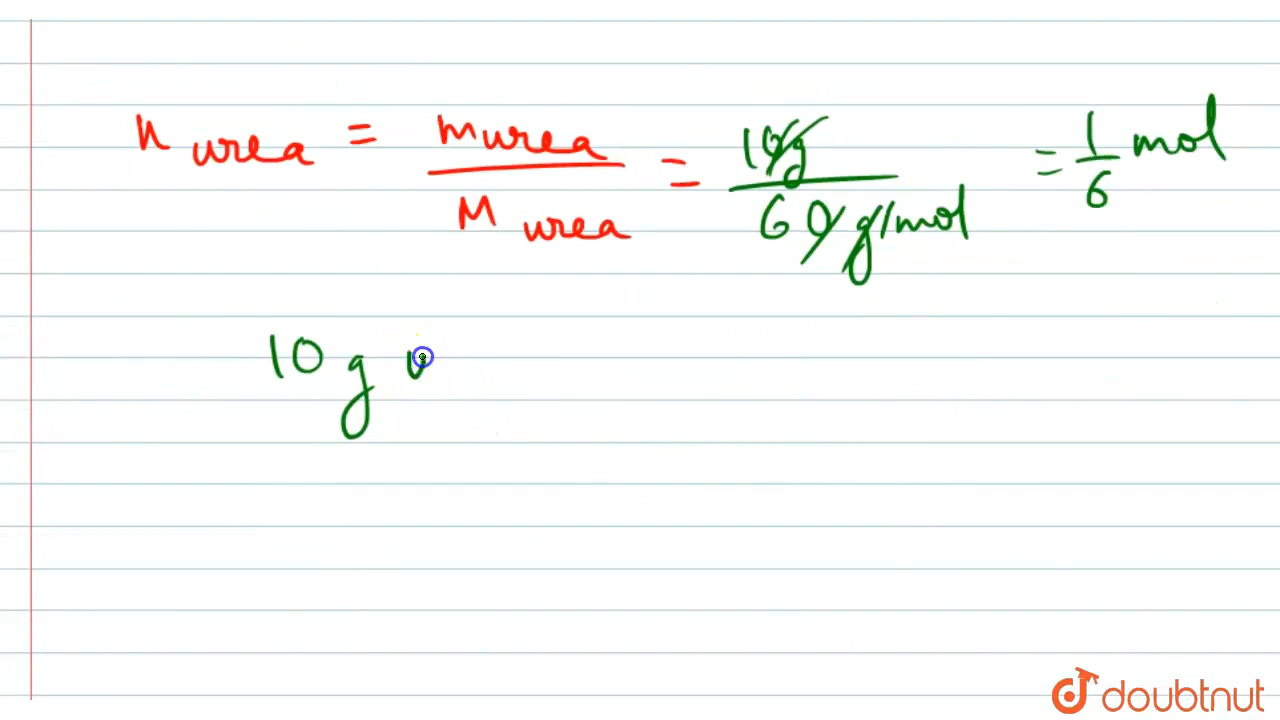 n urea = m urea / M urea = 10g / 60 g/mol = 1/6 mol
10 g
doubtnut